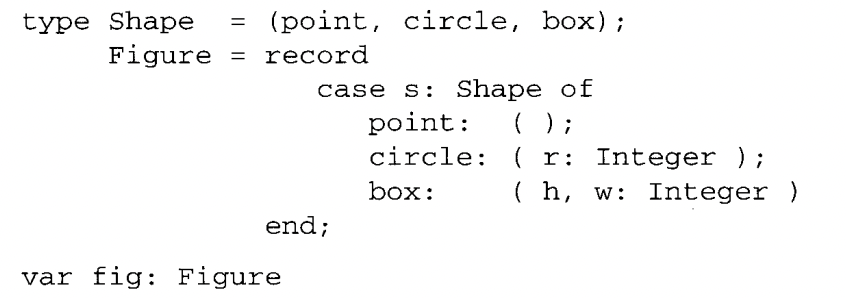 type Shape  = (point, circle, box);
     Figure = record
                 case s: Shape of
                    point:  ( );
                    circle: ( r: Integer );
                    box:    ( h, w: Integer )
              end;
var fig: Figure